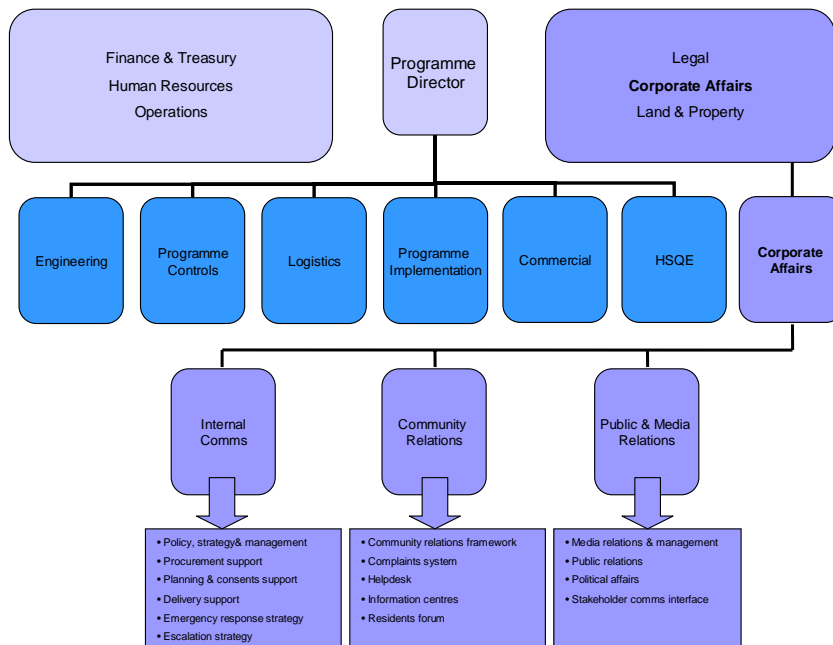 Finance & Treasury
Human Resources
Operations
Programme
Director
Legal
Corporate Affairs
Land & Property
Engineering
Programme
Controls
Logistics
Programme
Implementation
Commercial
HSQE
Corporate
Affairs
Internal
Comms
Community
Relations
Public & Media
Relations
• Policy, strategy& management
• Procurement support
• Planning & consents support
• Delivery support
• Emergency response strategy
• Escalation strategy
• Community relations framework
• Complaints system
• Helpdesk
• Information centres
• Residents forum
• Media relations & management
• Public relations
• Political affairs
• Stakeholder comms interface